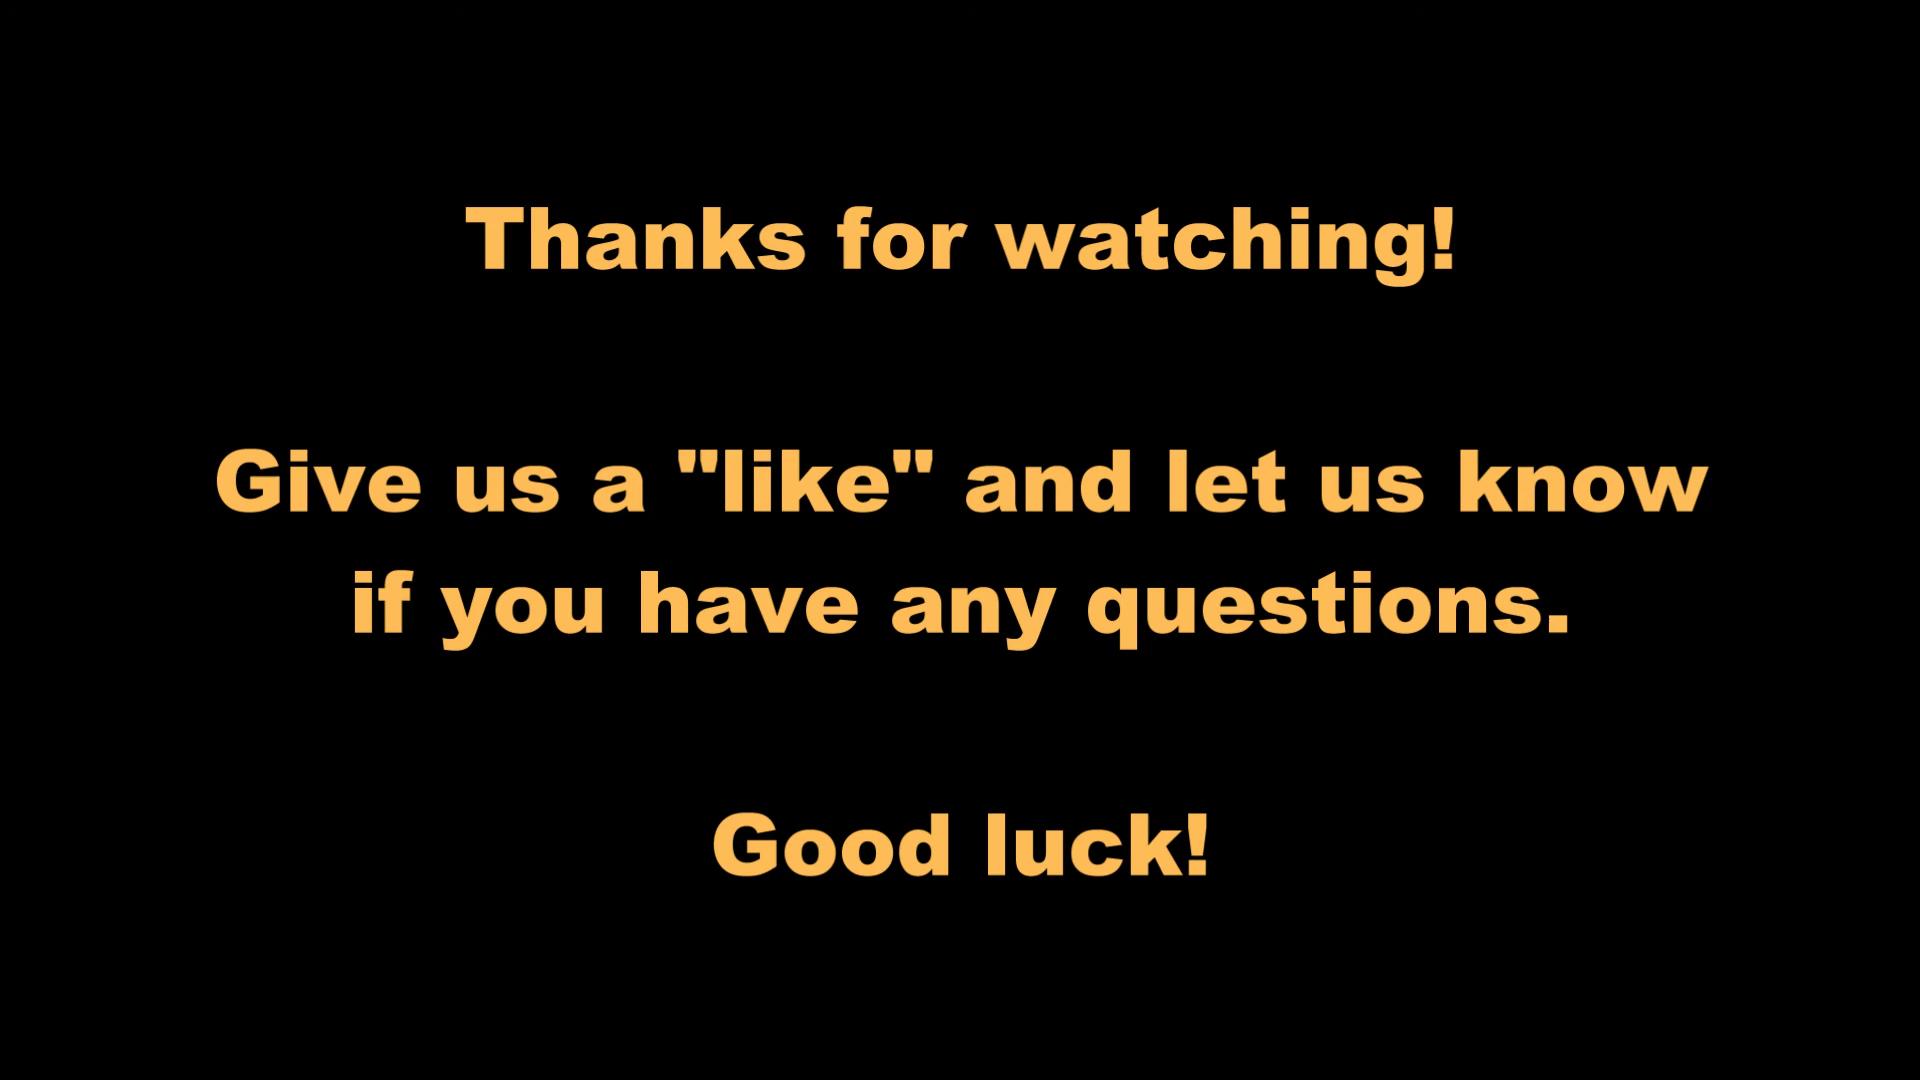 Thanks for watching!
Give us a "like" and let us know
if you have any questions.
Good luck!